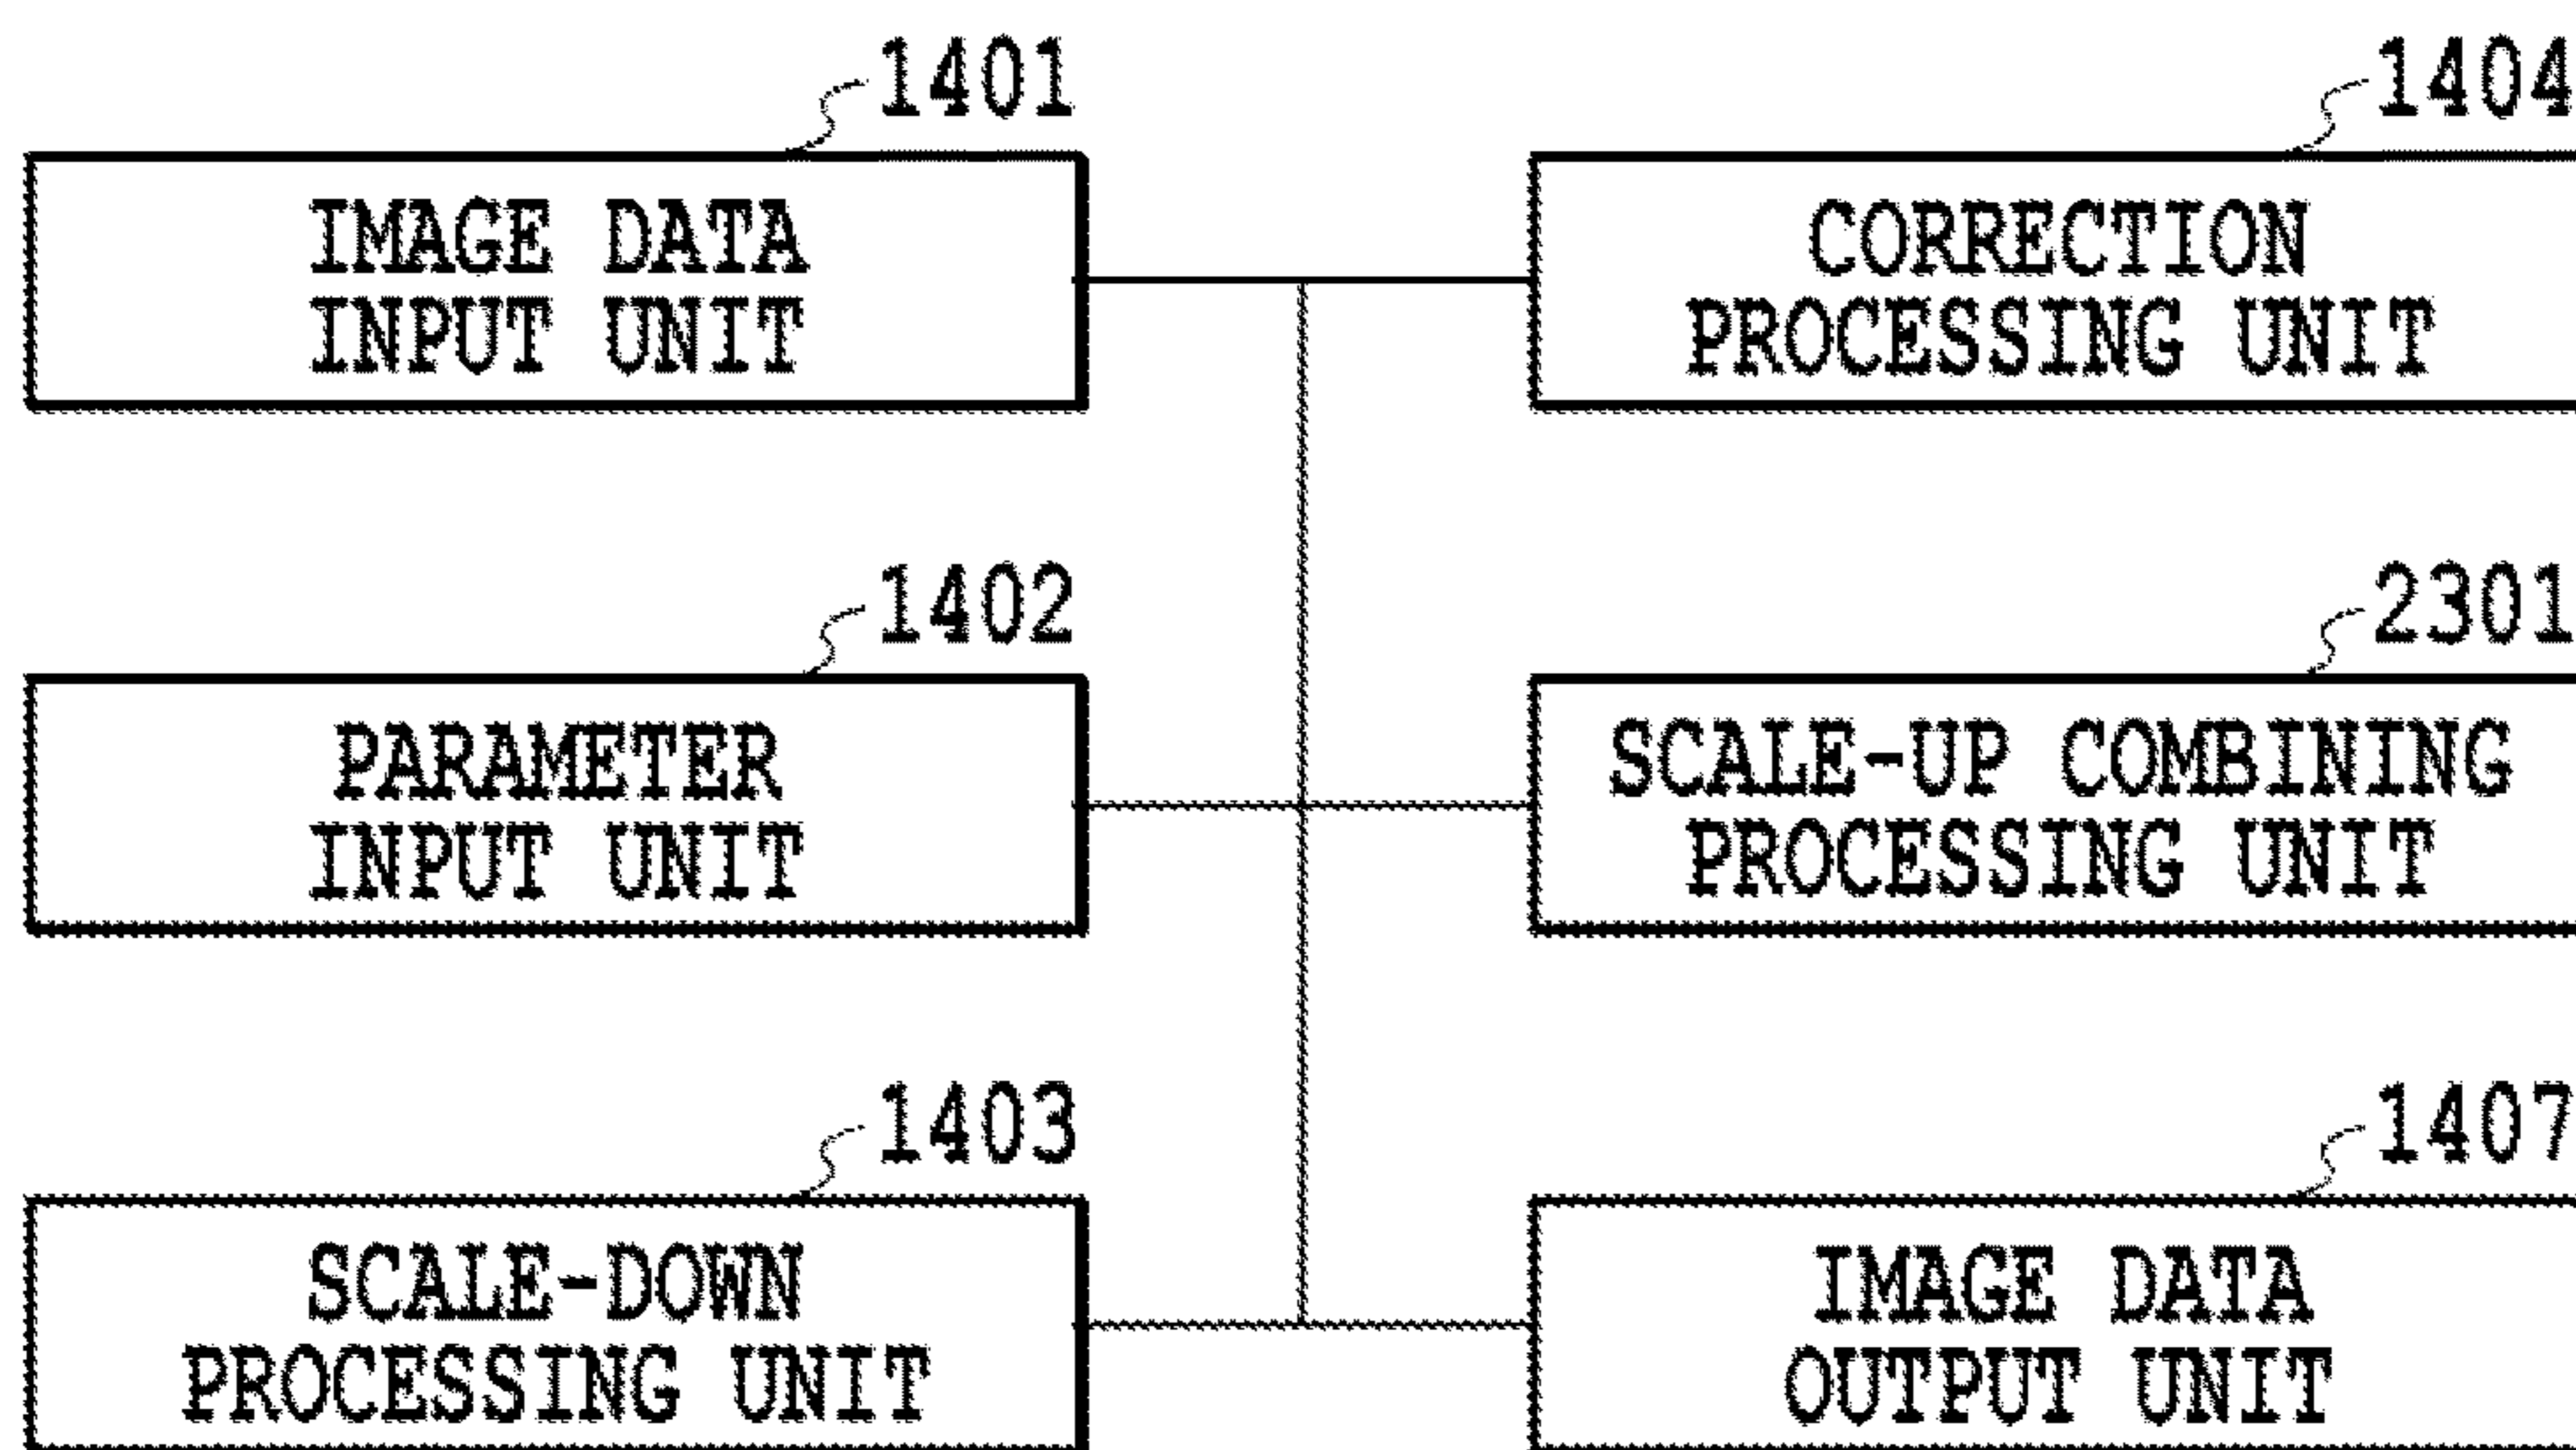 1401
IMAGE DATA
INPUT UNIT
1404
CORRECTION
PROCESSING UNIT
1402
PARAMETER
INPUT UNIT
2301
SCALE-UP COMBINING
PROCESSING UNIT
1403
SCALE-DOWN
PROCESSING UNIT
1407
IMAGE DATA
OUTPUT UNIT